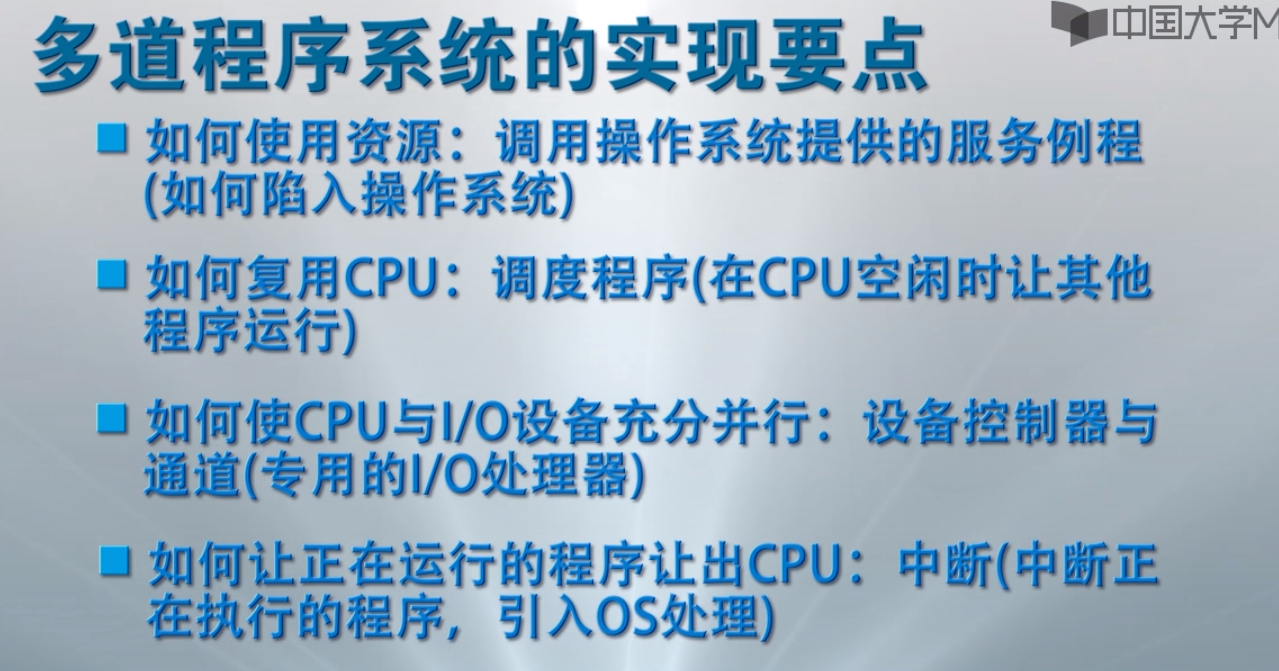 中国大学M
多道程序系统的实现要点
如何使用资源：调用操作系统提供的服务例程
(如何陷入操作系统)
如何复用CPU：调度程序(在CPU空闲时让其他
程序运行)
如何使CPU与I/O设备充分并行：设备控制器与
通道(专用的I/O处理器)
如何让正在运行的程序让出CPU：中断(中断正
在执行的程序，引入OS处理)